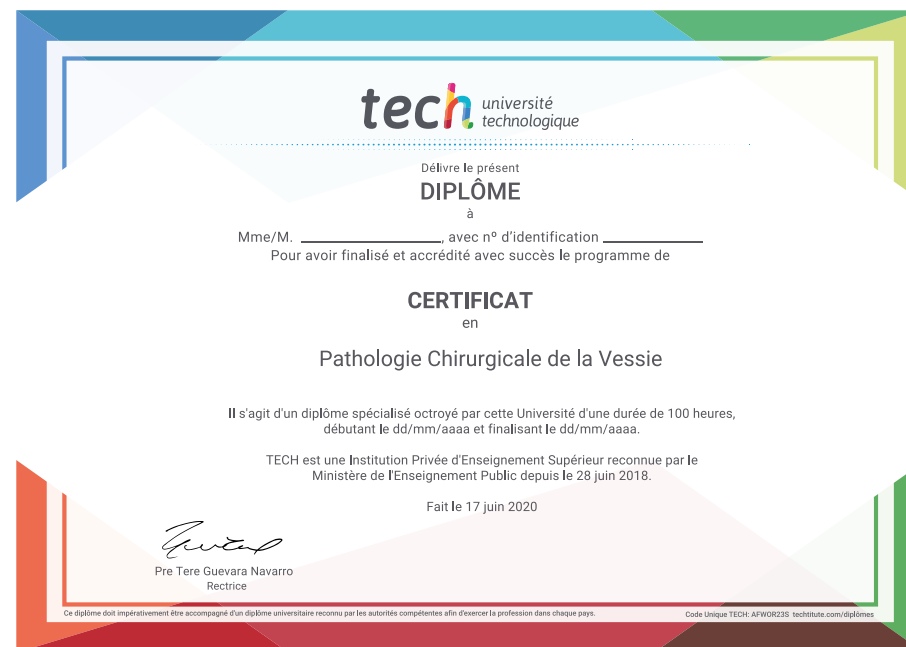 tech université
technologique
Délivre le présent
DIPLÔME
à
Mme/M. ____________________, avec nº d'identification ______________
Pour avoir finalisé et accrédité avec succès le programme de
CERTIFICAT
en
Pathologie Chirurgicale de la Vessie
Il s'agit d'un diplôme spécialisé octroyé par cette Université d'une durée de 100 heures,
débutant le dd/mm/aaaa et finalisant le dd/mm/aaaa.
TECH est une Institution Privée d'Enseignement Supérieur reconnue par le
Ministère de l'Enseignement Public depuis le 28 juin 2018.
Fait le 17 juin 2020
Pre Tere Guevara Navarro
Rectrice
Ce diplôme doit impérativement être accompagné d'un diplôme universitaire reconnu par les autorités compétentes afin d'exercer la profession dans chaque pays.
Code Unique TECH: AFWOR23S techtitute.com/diplômes